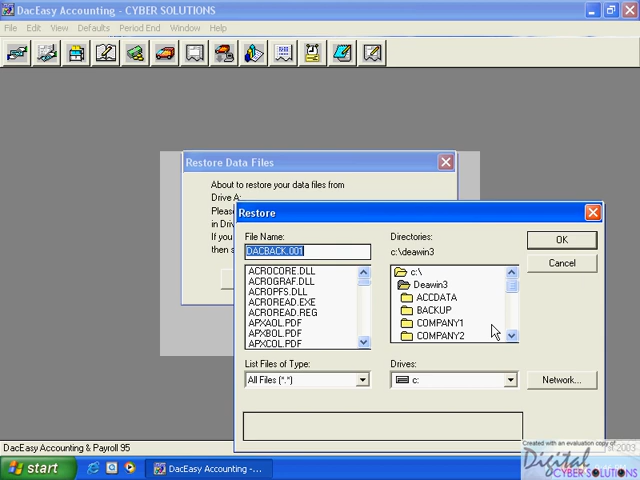 DacEasy Accounting - CYBER SOLUTIONS
File Edit View Defaults Period End Window Help
Restore Data Files
About to restore your data files from
Drive A:
Please
in Driv
If you
then s
Restore
File Name:
DACBACK.001
ACROCORE.DLL
ACROGRAF.DLL
ACROPFS.DLL
ACROREAD.EXE
ACROREAD.REG
APXAOL.PDF
APXBOL.PDF
APXCOL.PDF
List Files of Type:
All Files (*.*)
Directories:
c:\deawin3
c:\
Deawin3
ACCDATA
BACKUP
COMPANY1
COMPANY2
Drives:
c:
OK
Cancel
Network...
DacEasy Accounting & Payroll 95
of 2003
Created with an evaluation copy of
Digital
CYBER SOLUTIONS
start
DacEasy Accounting -...